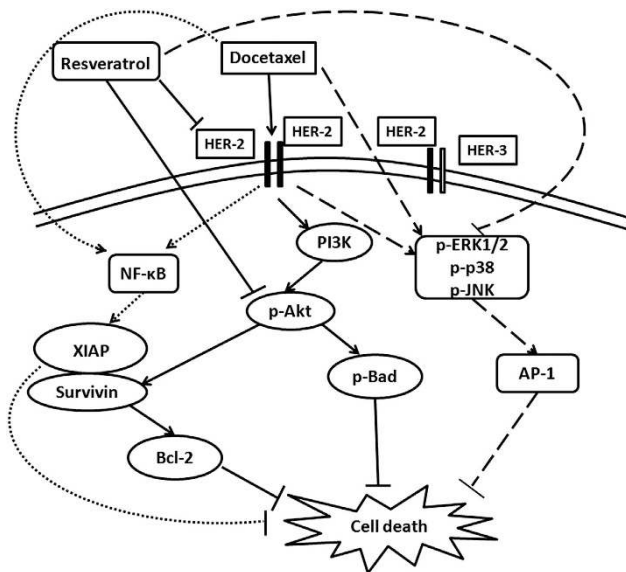 Resveratrol
Docetaxel
HER-2
HER-2
HER-2
HER-3
NF-κB
PI3K
p-ERK1/2
p-p38
p-JNK
p-Akt
XIAP
Survivin
p-Bad
AP-1
Bcl-2
Cell death